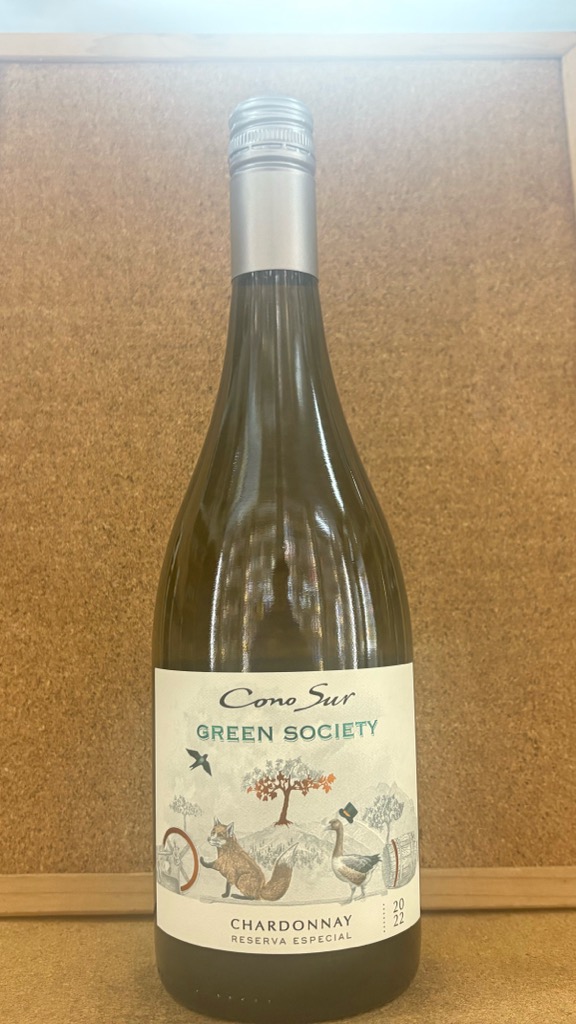 Cono Sur
GREEN SOCIETY
CHARDONNAY
RESERVA ESPECIAL
20
22